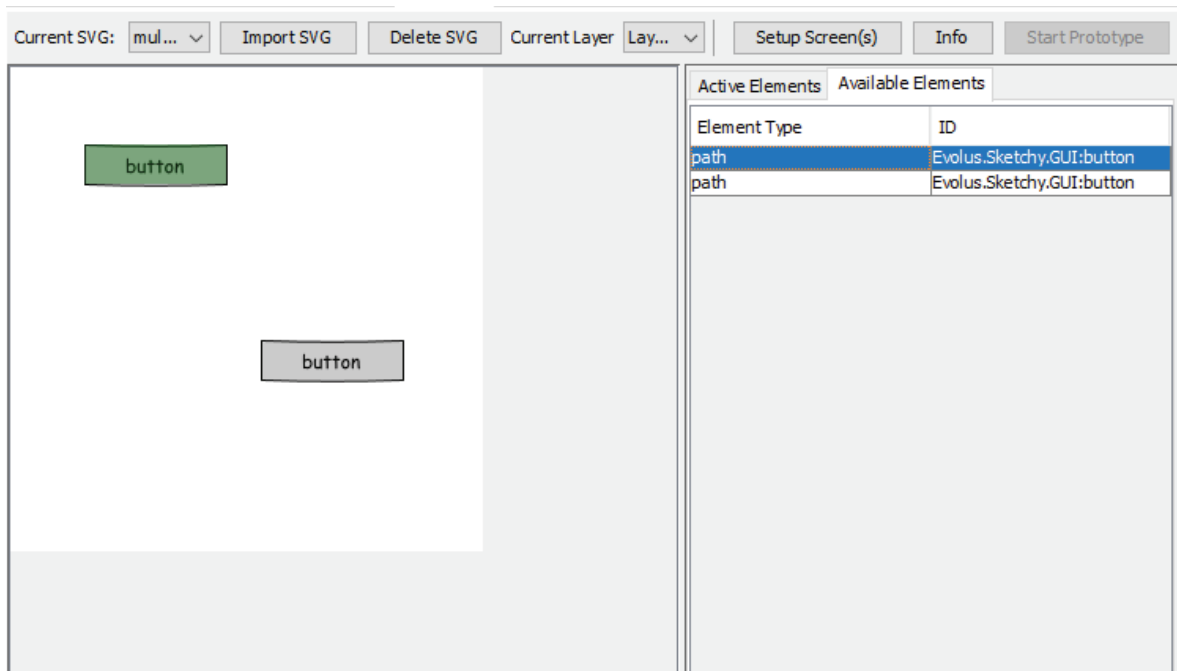 Current SVG: mul... Import SVG Delete SVG Current Layer Lay... Setup Screen(s) Info Start Prototype
button
button
Active Elements Available Elements
Element Type ID
path Evolus.Sketchy.GUI:button
path Evolus.Sketchy.GUI:button